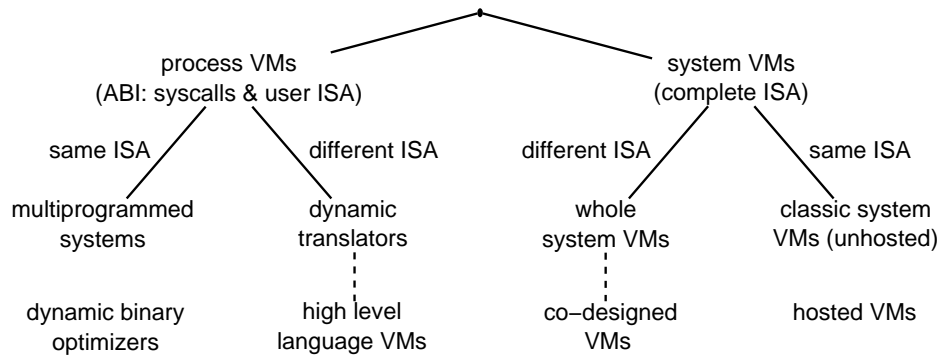 process VMs
(ABI: syscalls & user ISA)
system VMs
(complete ISA)
same ISA
different ISA
different ISA
same ISA
multiprogrammed
systems
dynamic
translators
whole
system VMs
classic system
VMs (unhosted)
dynamic binary
optimizers
high level
language VMs
co−designed
VMs
hosted VMs